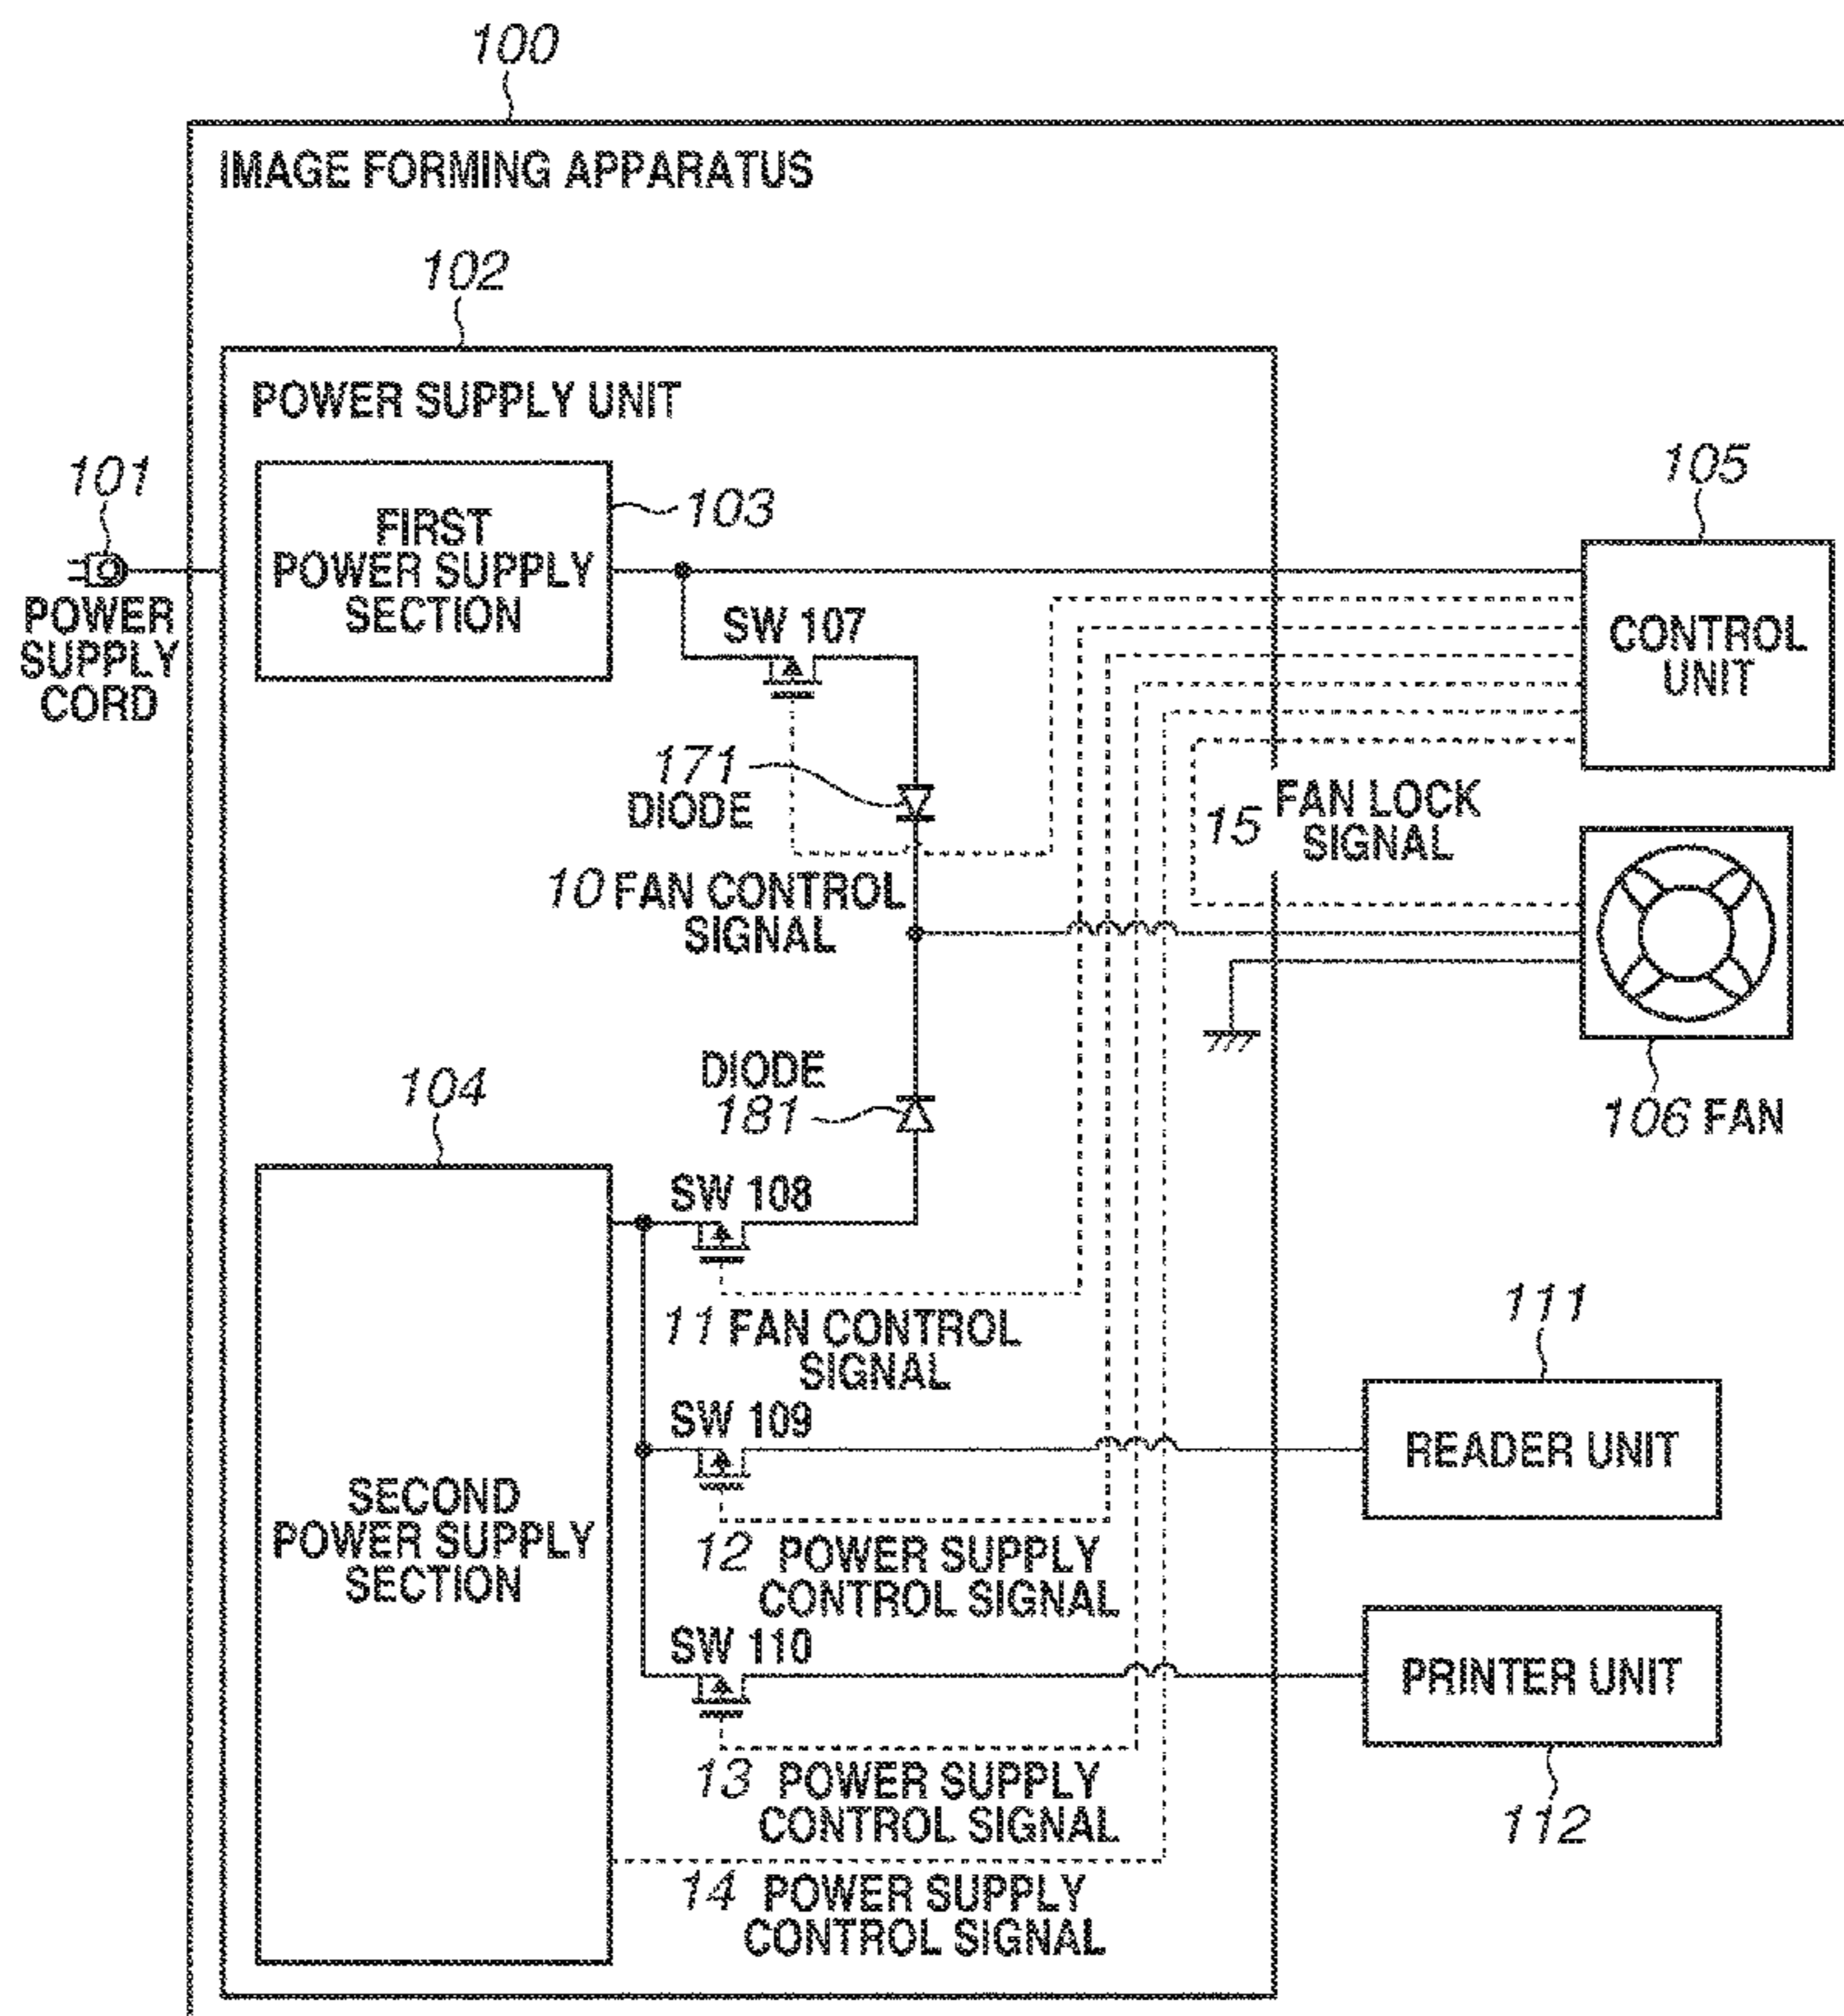 100
IMAGE FORMING APPARATUS
102
POWER SUPPLY UNIT
101
POWER
SUPPLY
CORD
FIRST
POWER SUPPLY
SECTION
103
105
CONTROL
UNIT
SW 107
171
DIODE
10 FAN CONTROL
SIGNAL
15 FAN LOCK
SIGNAL
106 FAN
DIODE
181
104
SECOND
POWER SUPPLY
SECTION
SW 108
11 FAN CONTROL
SIGNAL
111
READER UNIT
SW 109
12 POWER SUPPLY
CONTROL SIGNAL
SW 110
PRINTER UNIT
112
13 POWER SUPPLY
CONTROL SIGNAL
14 POWER SUPPLY
CONTROL SIGNAL